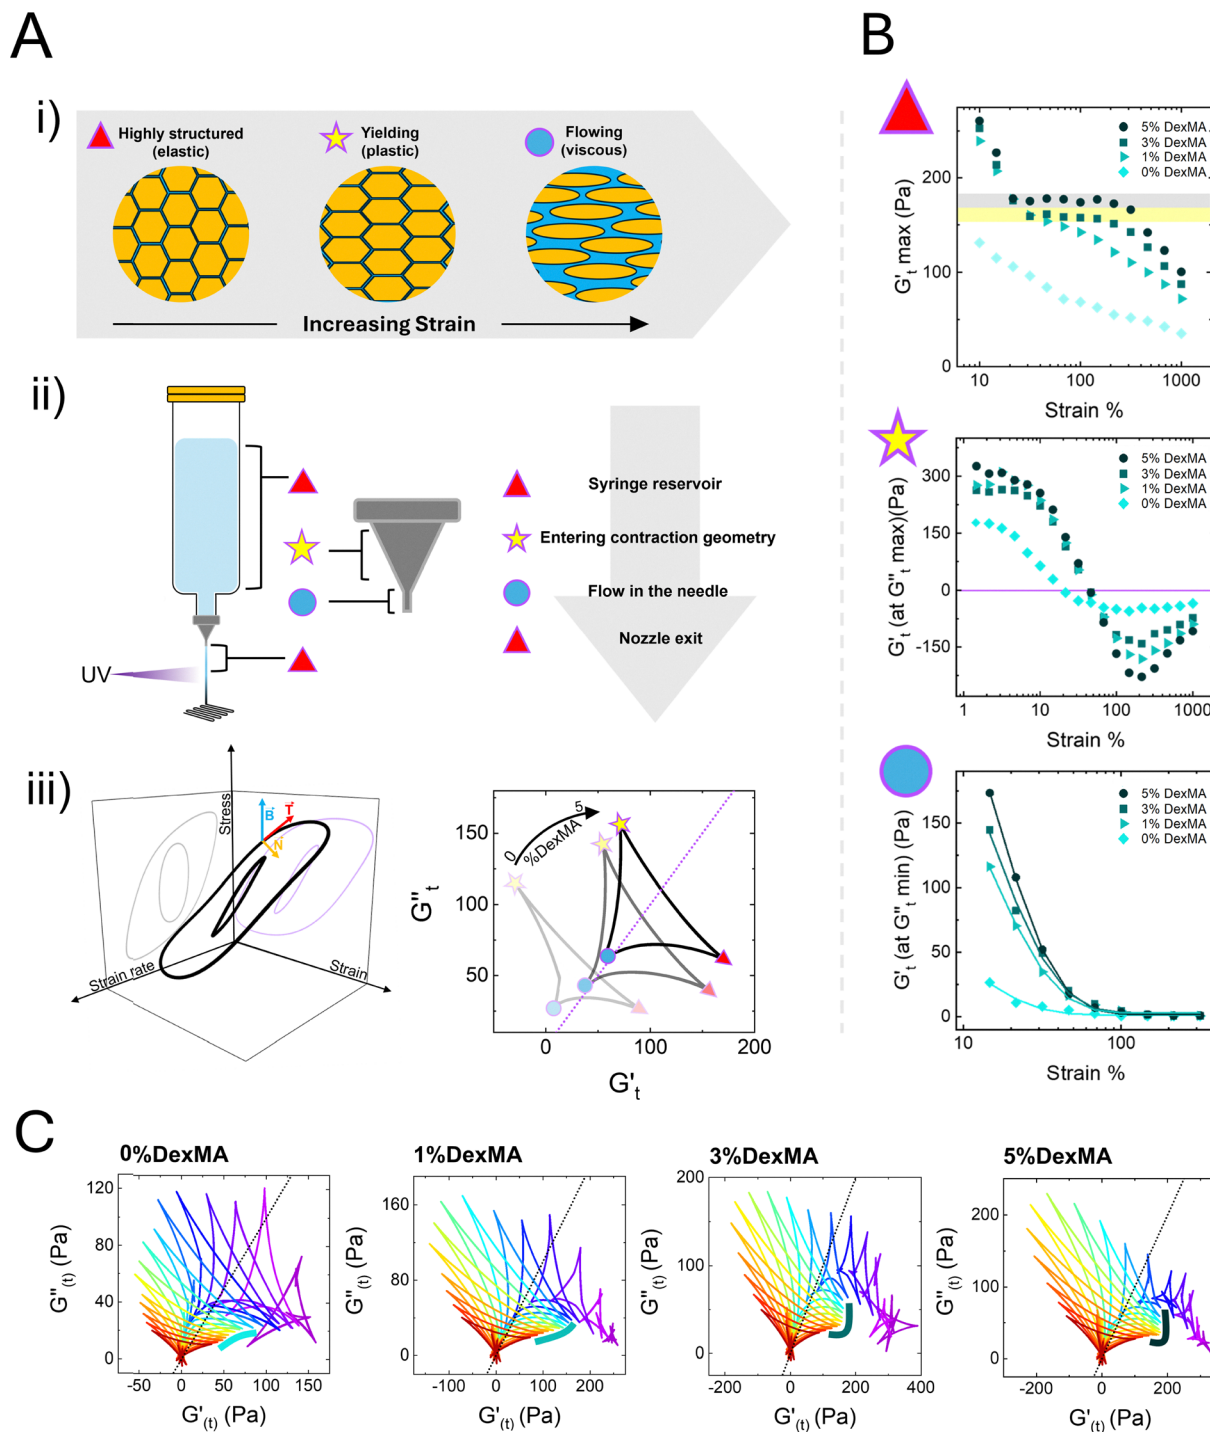 A
B
i)
Highly structured
(elastic)
Yielding
(plastic)
Flowing
(viscous)
Increasing Strain
ii)
UV
Syringe reservoir
Entering contraction geometry
Flow in the needle
Nozzle exit
iii)
Stress
B
T
N
Strain rate
Strain
G''t
150
100
50
0
100
200
G't
0
%DexMA
5
G't max (Pa)
200
100
0
10
100
1000
Strain %
5% DexMA
3% DexMA
1% DexMA
0% DexMA
G't (at G''t max)(Pa)
300
150
0
-150
1
10
100
1000
Strain %
5% DexMA
3% DexMA
1% DexMA
0% DexMA
G't (at G''t min) (Pa)
150
100
50
0
10
100
Strain %
5% DexMA
3% DexMA
1% DexMA
0% DexMA
C
0%DexMA
G''(t) (Pa)
120
80
40
0
-50 0 50 100 150
G'(t) (Pa)
1%DexMA
G''(t) (Pa)
160
80
0
-100 0 100 200
G'(t) (Pa)
3%DexMA
G''(t) (Pa)
200
100
0
-200 0 200 400
G'(t) (Pa)
5%DexMA
G''(t) (Pa)
200
100
0
-200 0 200
G'(t) (Pa)